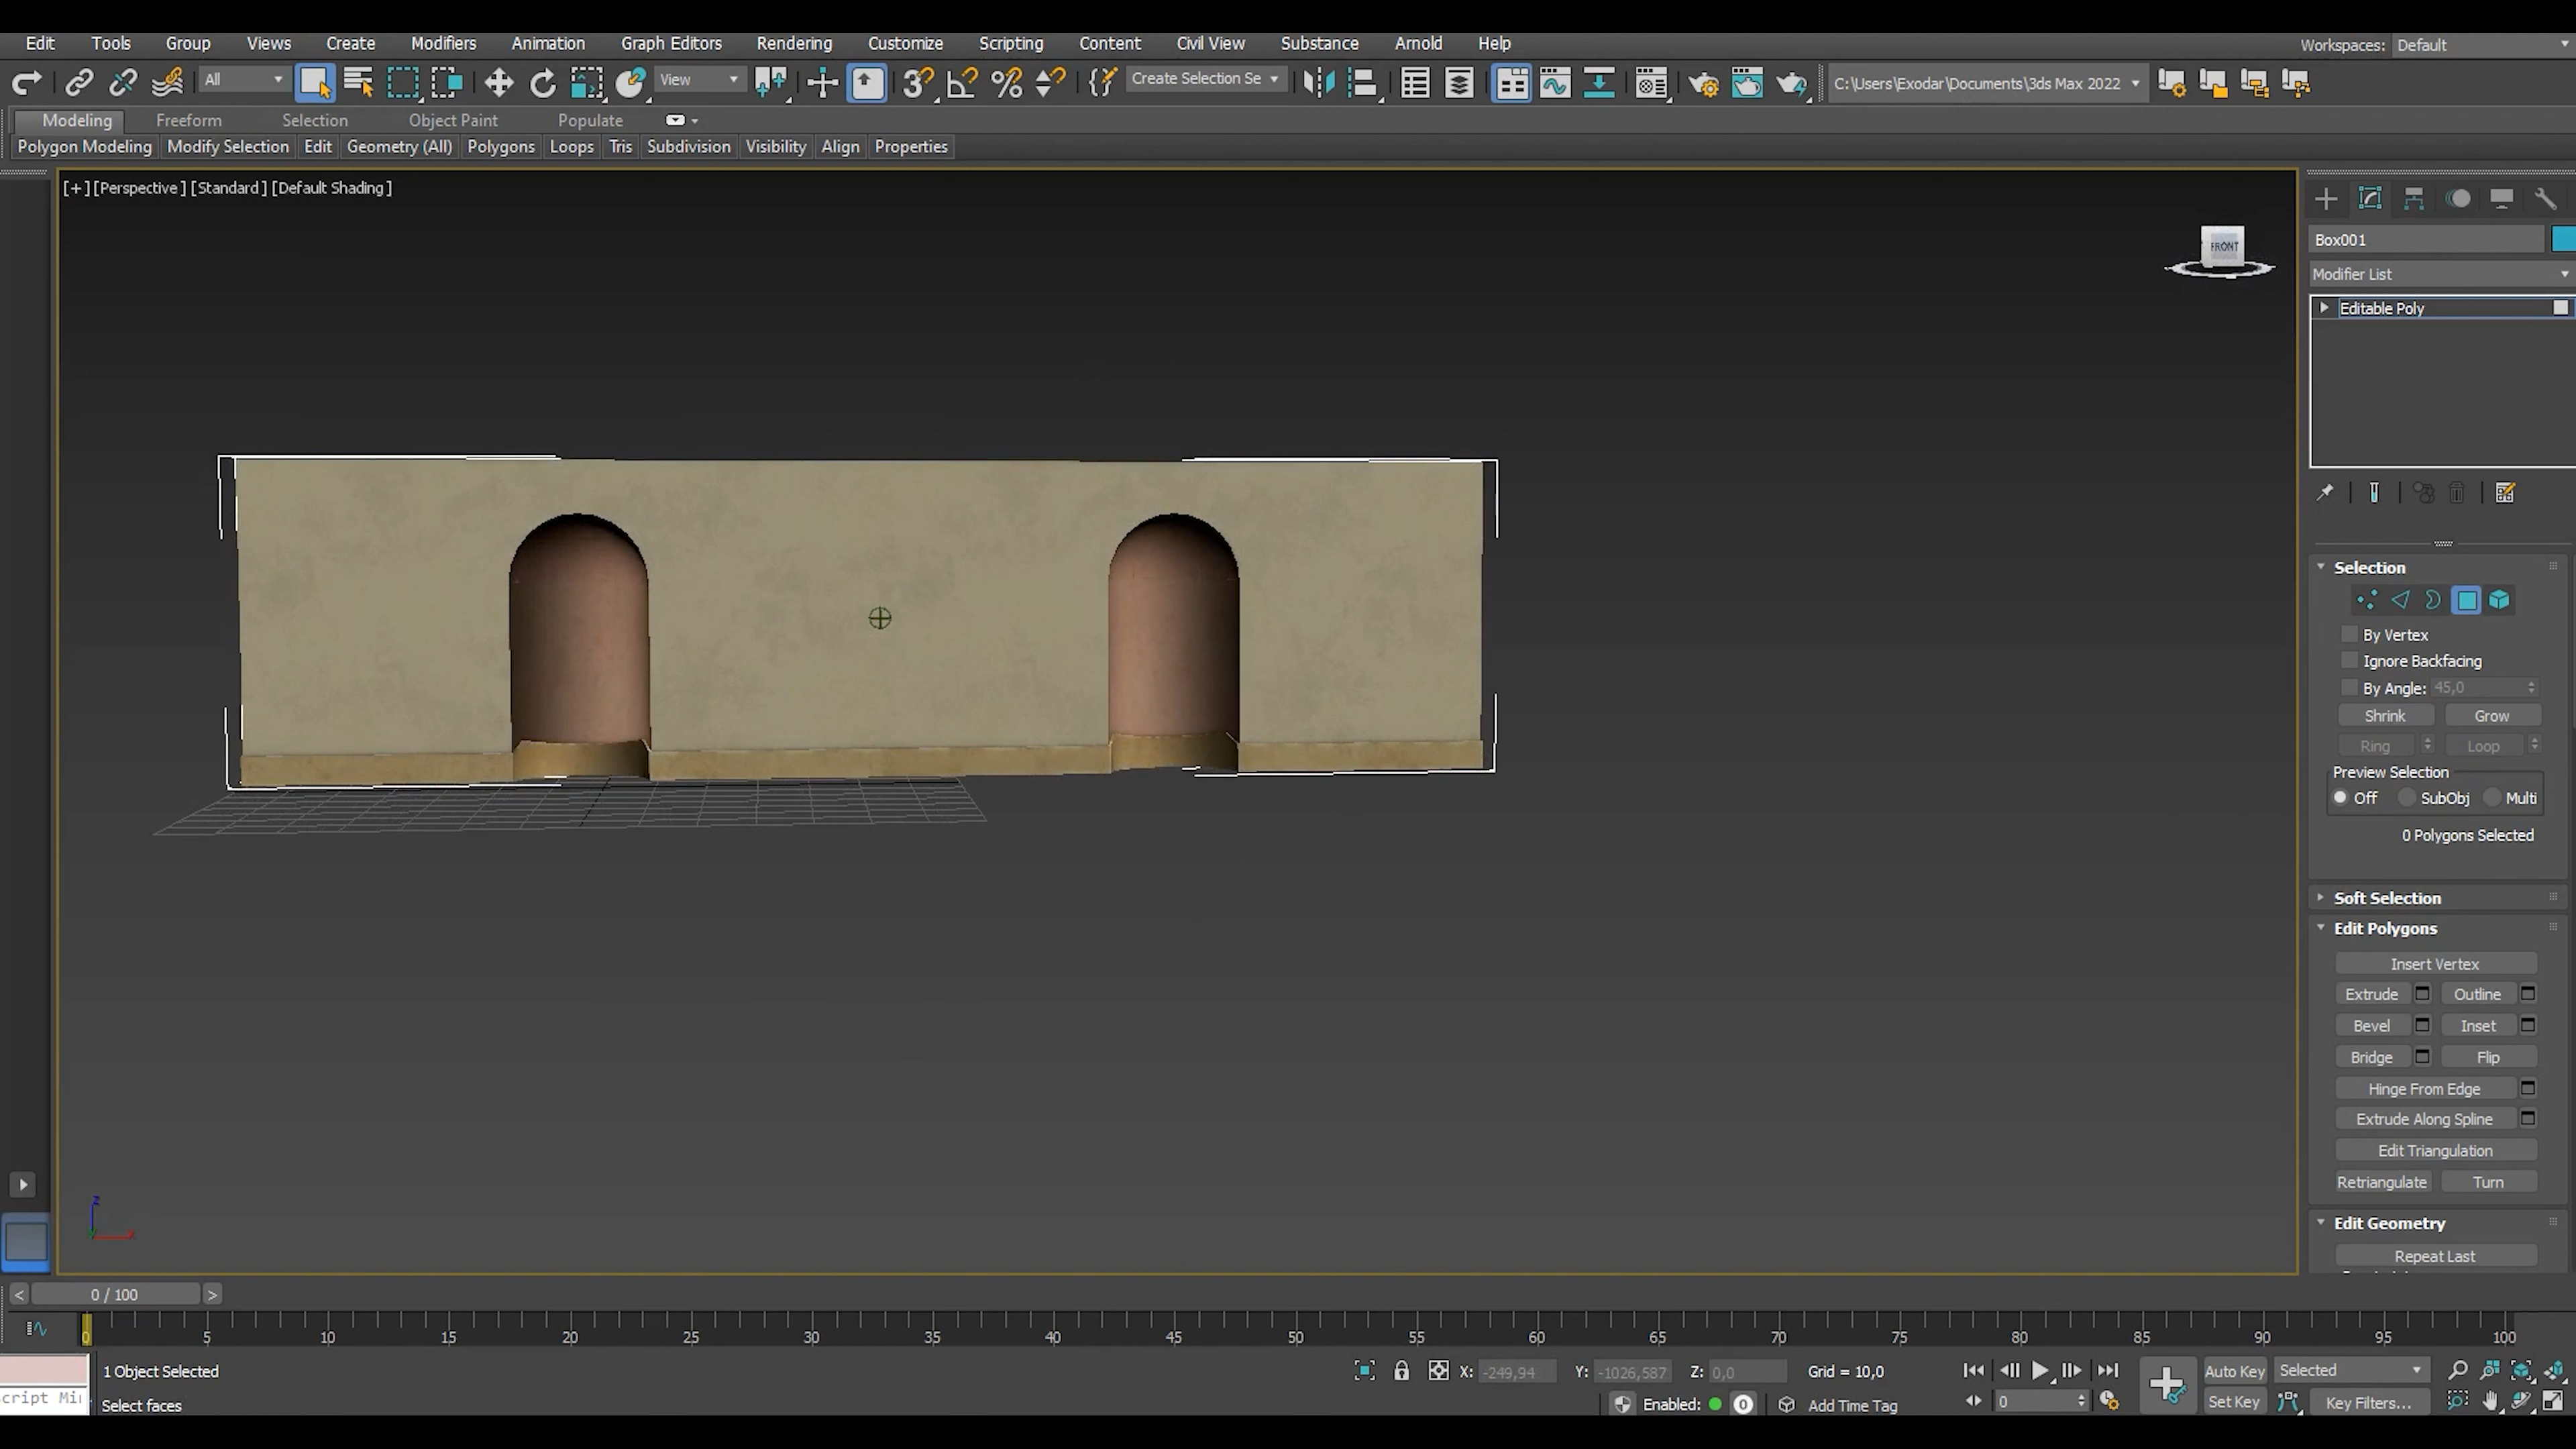 Edit Tools Group Views Create Modifiers Animation Graph Editors Rendering Customize Scripting Content Civil View Substance Arnold Help Workspaces: Default
All View Create Selection Se C:\Users\Exodar\Documents\3ds Max 2022
Modeling Freeform Selection Object Paint Populate
Polygon Modeling Modify Selection Edit Geometry (All) Polygons Loops Tris Subdivision Visibility Align Properties
[+] [Perspective] [Standard] [Default Shading]
FRONT
Box001
Modifier List
Editable Poly
Selection
By Vertex
Ignore Backfacing
By Angle: 45,0
Shrink Grow
Ring Loop
Preview Selection
Off SubObj Multi
0 Polygons Selected
Soft Selection
Edit Polygons
Insert Vertex
Extrude Outline
Bevel Inset
Bridge Flip
Hinge From Edge
Extrude Along Spline
Edit Triangulation
Retriangulate Turn
Edit Geometry
Repeat Last
z
x
< 0 / 100 >
0 5 10 15 20 25 30 35 40 45 50 55 60 65 70 75 80 85 90 95 100
1 Object Selected X: -249,94 Y: -1026,587 Z: 0,0 Grid = 10,0 Auto Key Selected
cript Mi Select faces Enabled: 0 Add Time Tag 0 Set Key Key Filters...